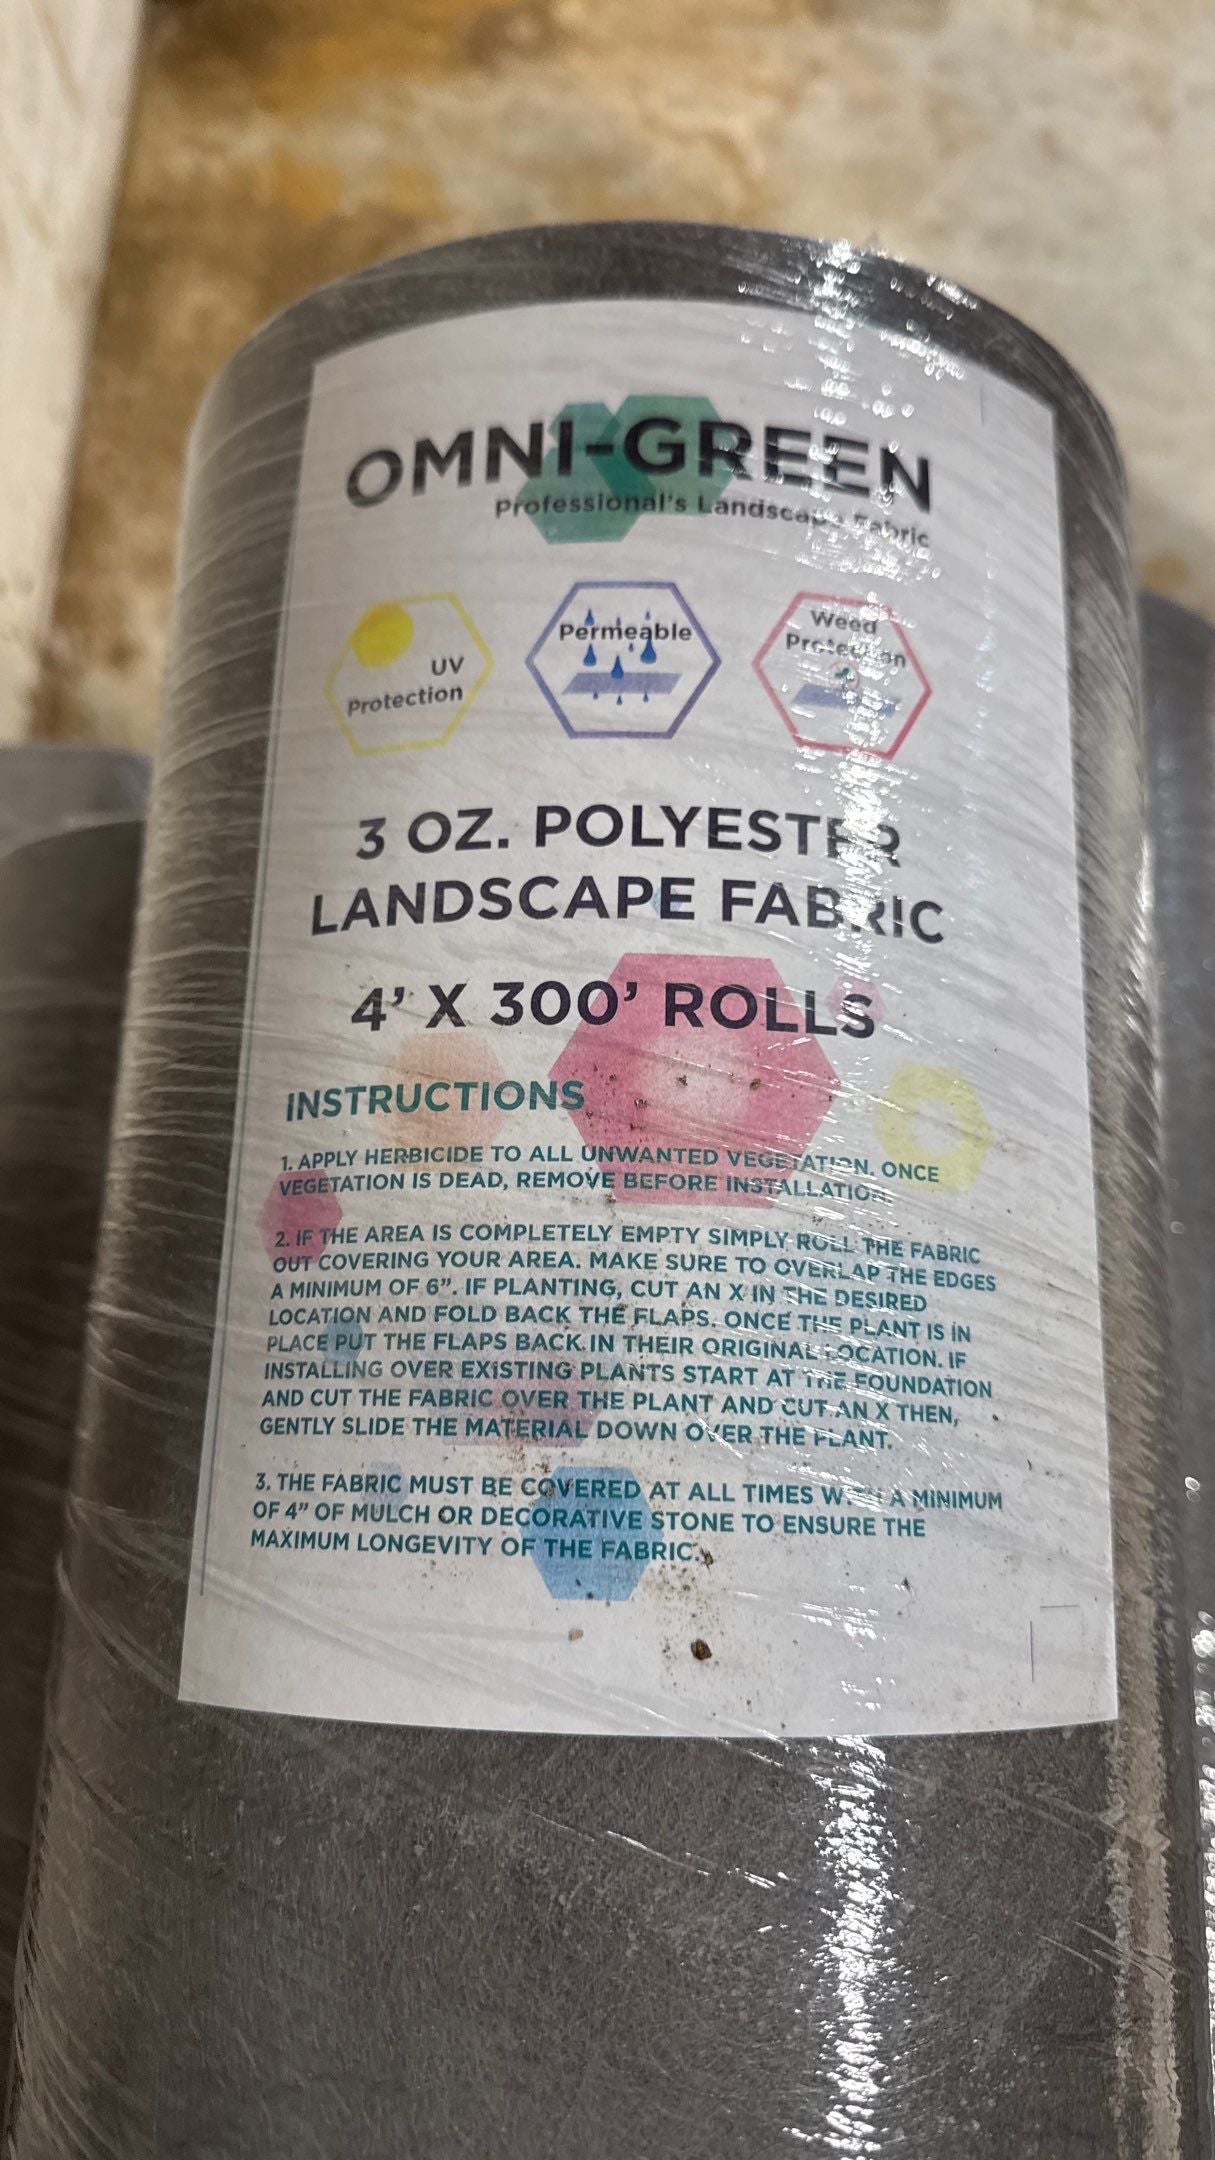 OMNI-GREEN
Professional's Landscape Fabric
UV
Protection
Permeable
Weed
Protection
3 OZ. POLYESTER
LANDSCAPE FABRIC
4' X 300' ROLLS
INSTRUCTIONS
1. APPLY HERBICIDE TO ALL UNWANTED VEGETATION. ONCE
VEGETATION IS DEAD, REMOVE BEFORE INSTALLATION.
2. IF THE AREA IS COMPLETELY EMPTY SIMPLY ROLL THE FABRIC
OUT COVERING YOUR AREA. MAKE SURE TO OVERLAP THE EDGES
A MINIMUM OF 6". IF PLANTING, CUT AN X IN THE DESIRED
LOCATION AND FOLD BACK THE FLAPS. ONCE THE PLANT IS IN
PLACE PUT THE FLAPS BACK IN THEIR ORIGINAL LOCATION. IF
INSTALLING OVER EXISTING PLANTS START AT THE FOUNDATION
AND CUT THE FABRIC OVER THE PLANT AND CUT AN X THEN,
GENTLY SLIDE THE MATERIAL DOWN OVER THE PLANT.
3. THE FABRIC MUST BE COVERED AT ALL TIMES WITH A MINIMUM
OF 4" OF MULCH OR DECORATIVE STONE TO ENSURE THE
MAXIMUM LONGEVITY OF THE FABRIC.